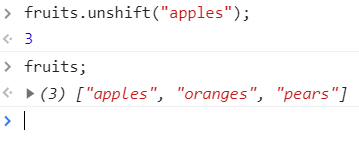 > fruits.unshift("apples");
< 3
> fruits;
< ▶ (3) ["apples", "oranges", "pears"]
>